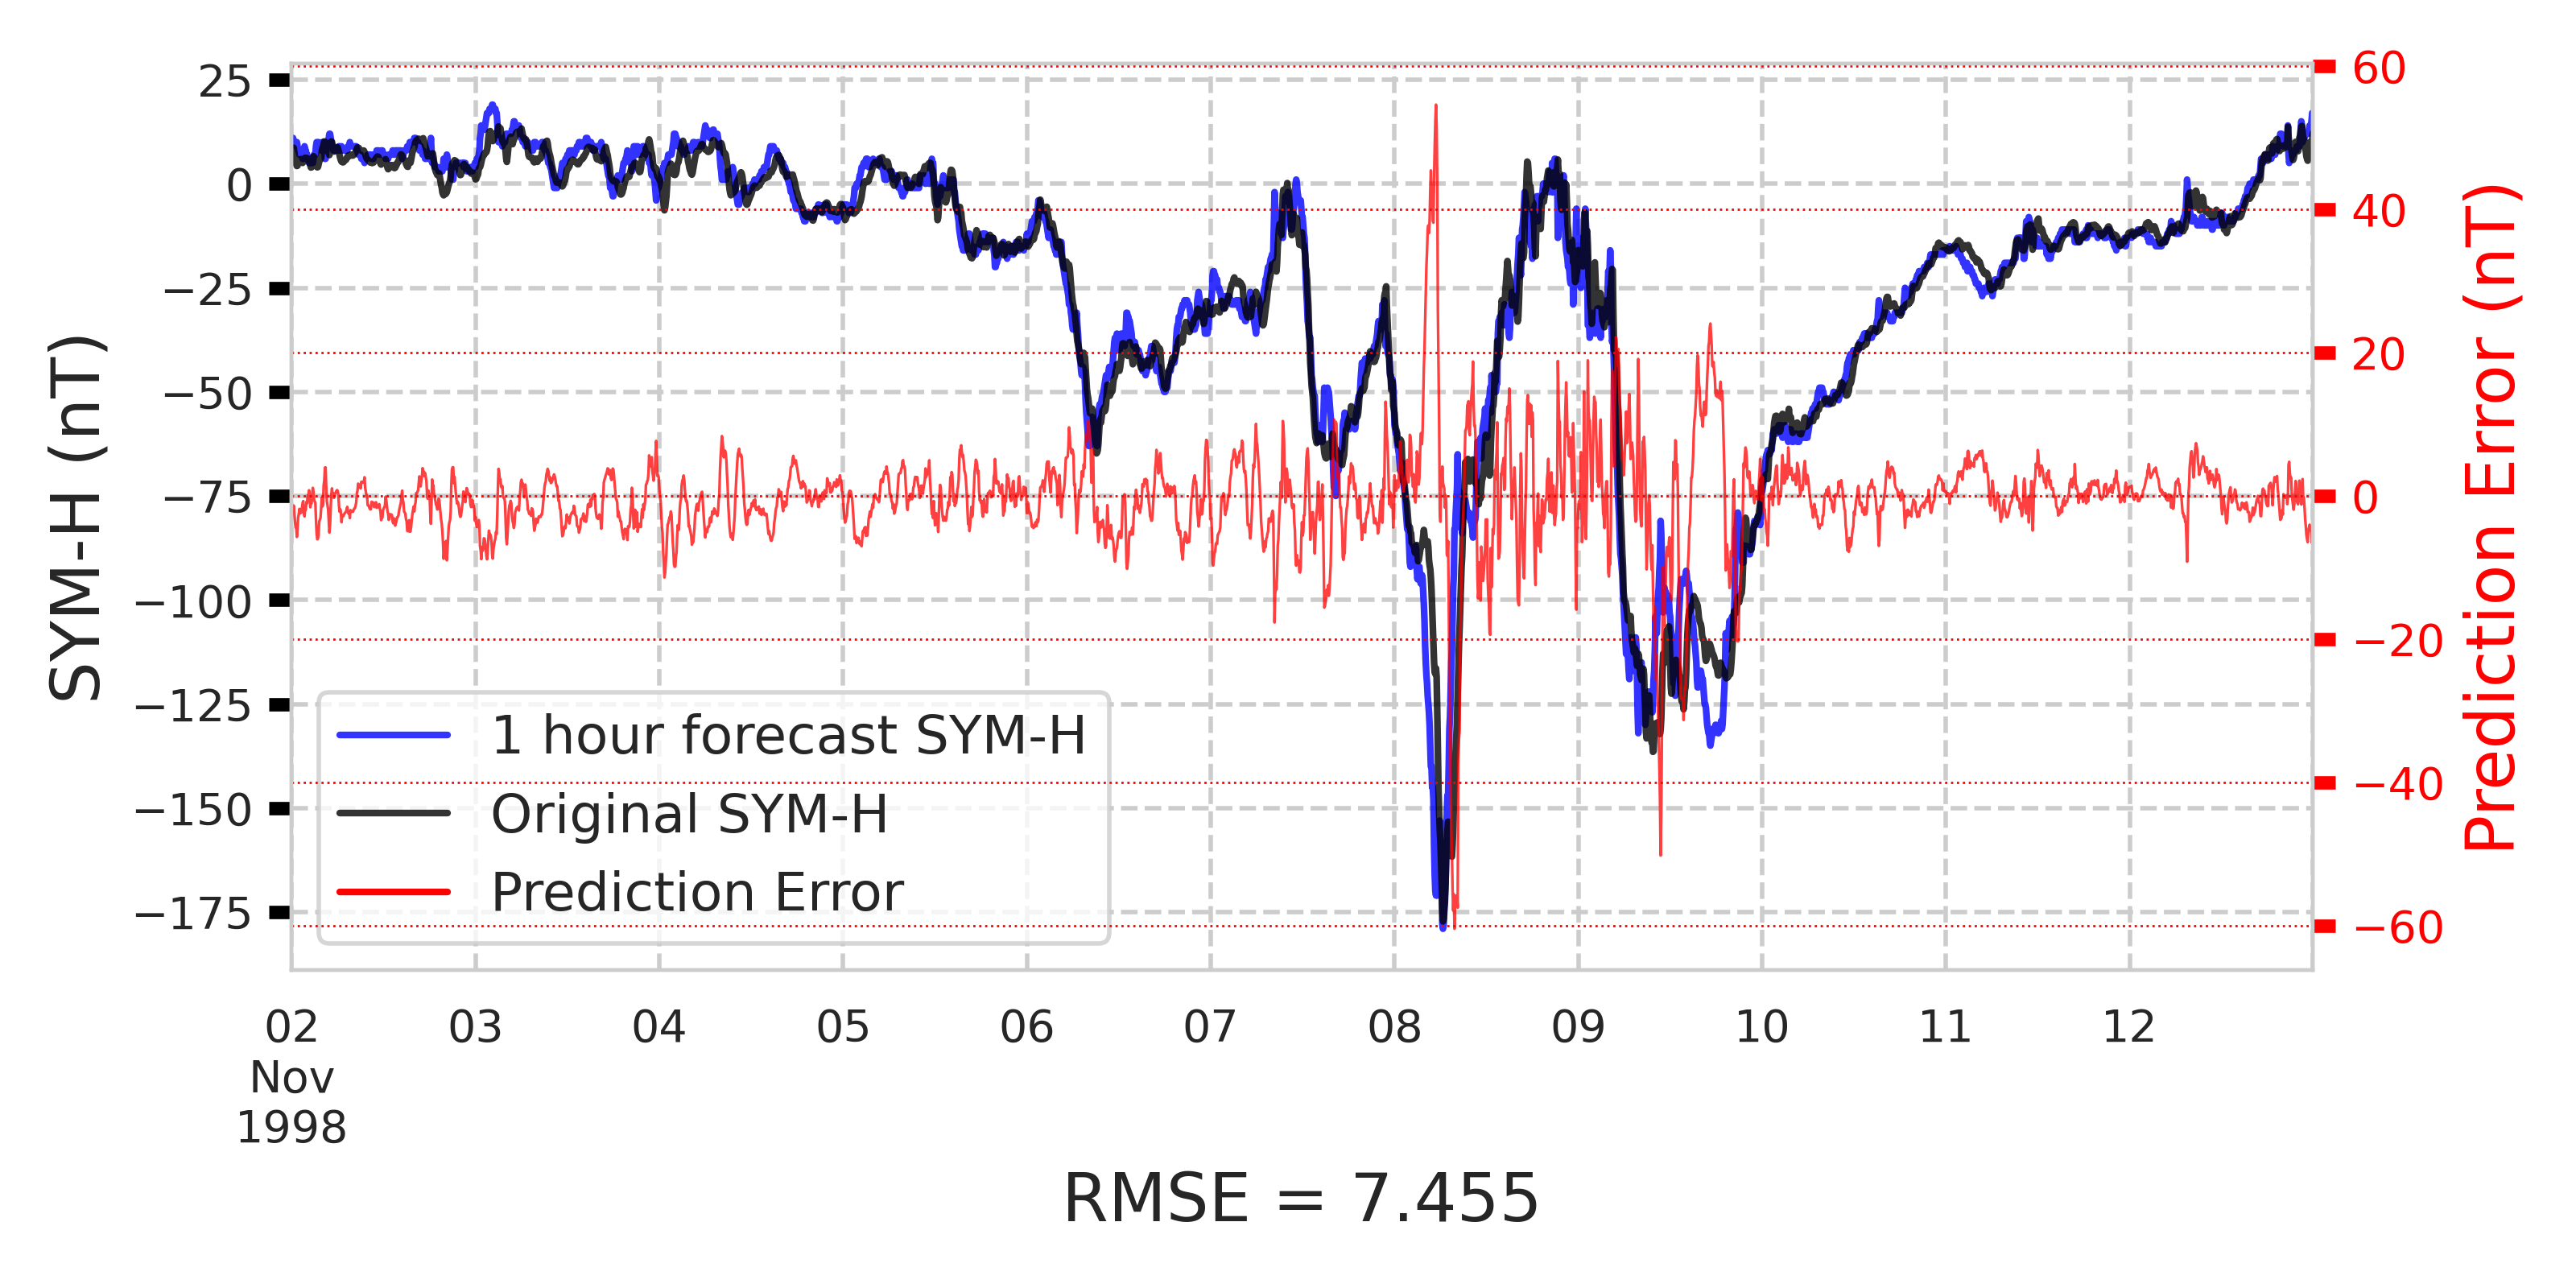 25
0
−25
−50
−75
−100
−125
−150
−175
SYM-H (nT)
60
40
20
0
−20
−40
−60
Prediction Error (nT)
1 hour forecast SYM-H
Original SYM-H
Prediction Error
02 03 04 05 06 07 08 09 10 11 12
Nov
1998
RMSE = 7.455